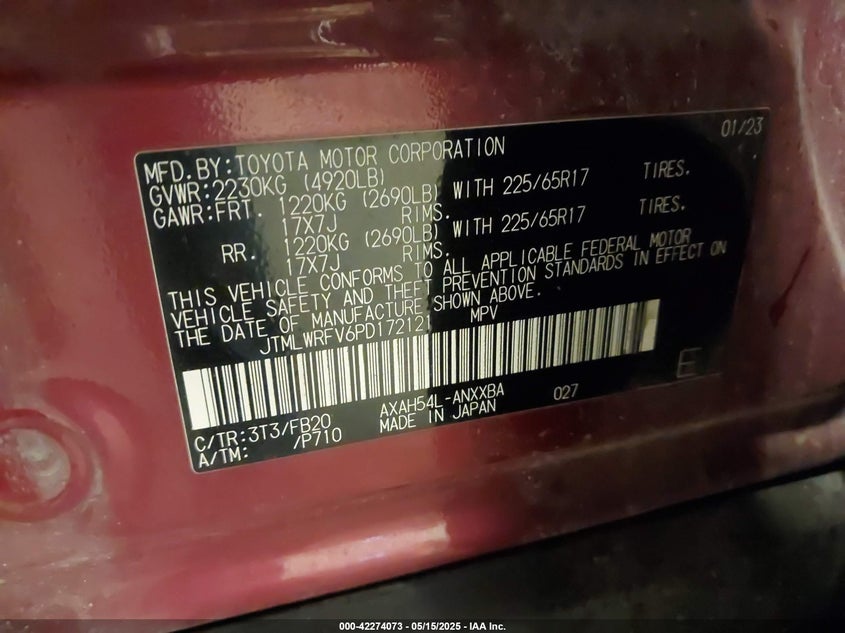 01/23
MFD.BY:TOYOTA MOTOR CORPORATION
GVWR:2230KG (4920LB)
GAWR:FRT. 1220KG (2690LB) WITH 225/65R17 TIRES.
17X7J RIMS.
RR. 1220KG (2690LB) WITH 225/65R17 TIRES.
17X7J RIMS.
THIS VEHICLE CONFORMS TO ALL APPLICABLE FEDERAL MOTOR
VEHICLE SAFETY AND THEFT PREVENTION STANDARDS IN EFFECT ON
THE DATE OF MANUFACTURE SHOWN ABOVE.
JTMLWRFV6PD172121 MPV
C/TR:3T3/FB20 AXAH54L-ANXXBA 027 E
A/TM: /P710 MADE IN JAPAN
000-42274073 - 05/15/2025 - IAA Inc.